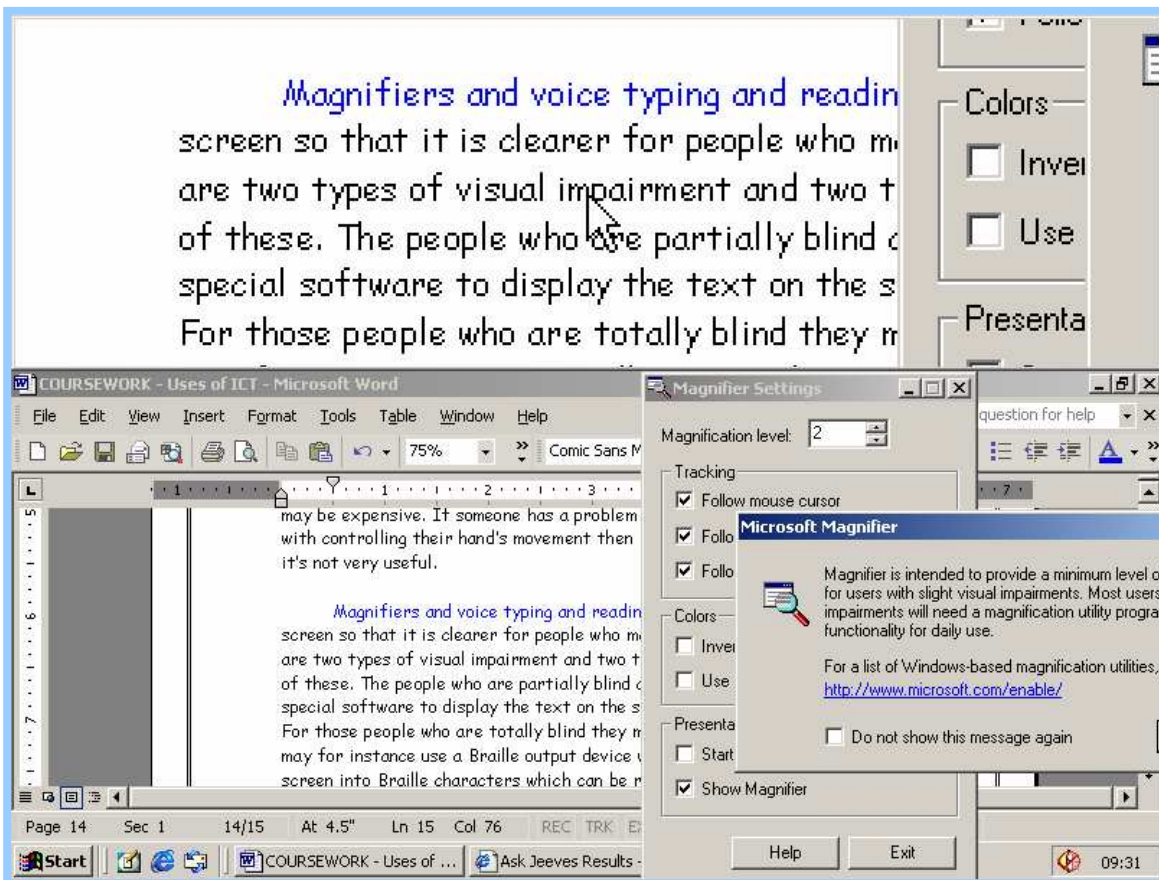 Magnifiers and voice typing and readin
screen so that it is clearer for people who m
are two types of visual impairment and two t
of these. The people who are partially blind
special software to display the text on the s
For those people who are totally blind they m
Colors
Inver
Use
Presenta
COURSEWORK - Uses of ICT - Microsoft Word
File Edit View Insert Format Tools Table Window Help
75% Comic Sans M
may be expensive. If someone has a problem
with controlling their hand's movement then
it's not very useful.
Magnifiers and voice typing and readin
screen so that it is clearer for people who m
are two types of visual impairment and two t
of these. The people who are partially blind
special software to display the text on the s
For those people who are totally blind they m
may for instance use a Braille output device
screen into Braille characters which can be r
Page 14 Sec 1 14/15 At 4.5" Ln 15 Col 76 REC TRK
Start COURSEWORK - Uses of ... Ask Jeeves Results -
Magnifier Settings
Magnification level: 2
Tracking
Follow mouse cursor
Follo
Follo
Colors
Inver
Use
Presenta
Start
Show Magnifier
Help Exit
question for help
Microsoft Magnifier
Magnifier is intended to provide a minimum level o
for users with slight visual impairments. Most users
impairments will need a magnification utility progra
functionality for daily use.
For a list of Windows-based magnification utilities,
http://www.microsoft.com/enable/
Do not show this message again
09:31